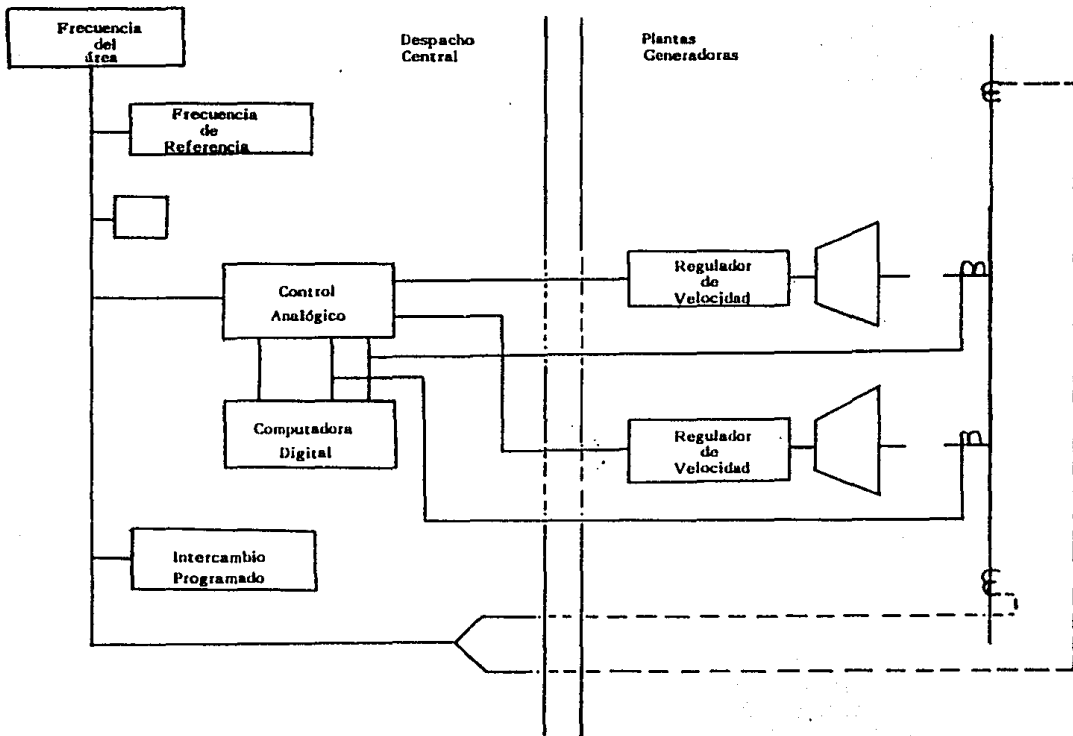 Frecuencia
del
área
Despacho
Central
Plantas
Generadoras
Frecuencia
de
Referencia
Control
Analógico
Regulador
de
Velocidad
Computadora
Digital
Regulador
de
Velocidad
Intercambio
Programado